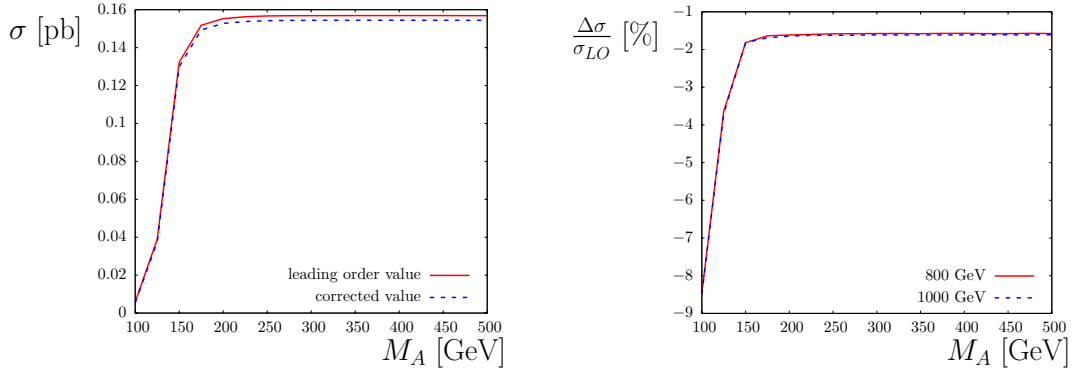 σ [pb]
0.16
0.14
0.12
0.1
0.08
0.06
0.04
0.02
0
leading order value
corrected value
100 150 200 250 300 350 400 450 500
M_A [GeV]
Δσ/σ_{LO} [%]
−1
−2
−3
−4
−5
−6
−7
−8
−9
800 GeV
1000 GeV
100 150 200 250 300 350 400 450 500
M_A [GeV]